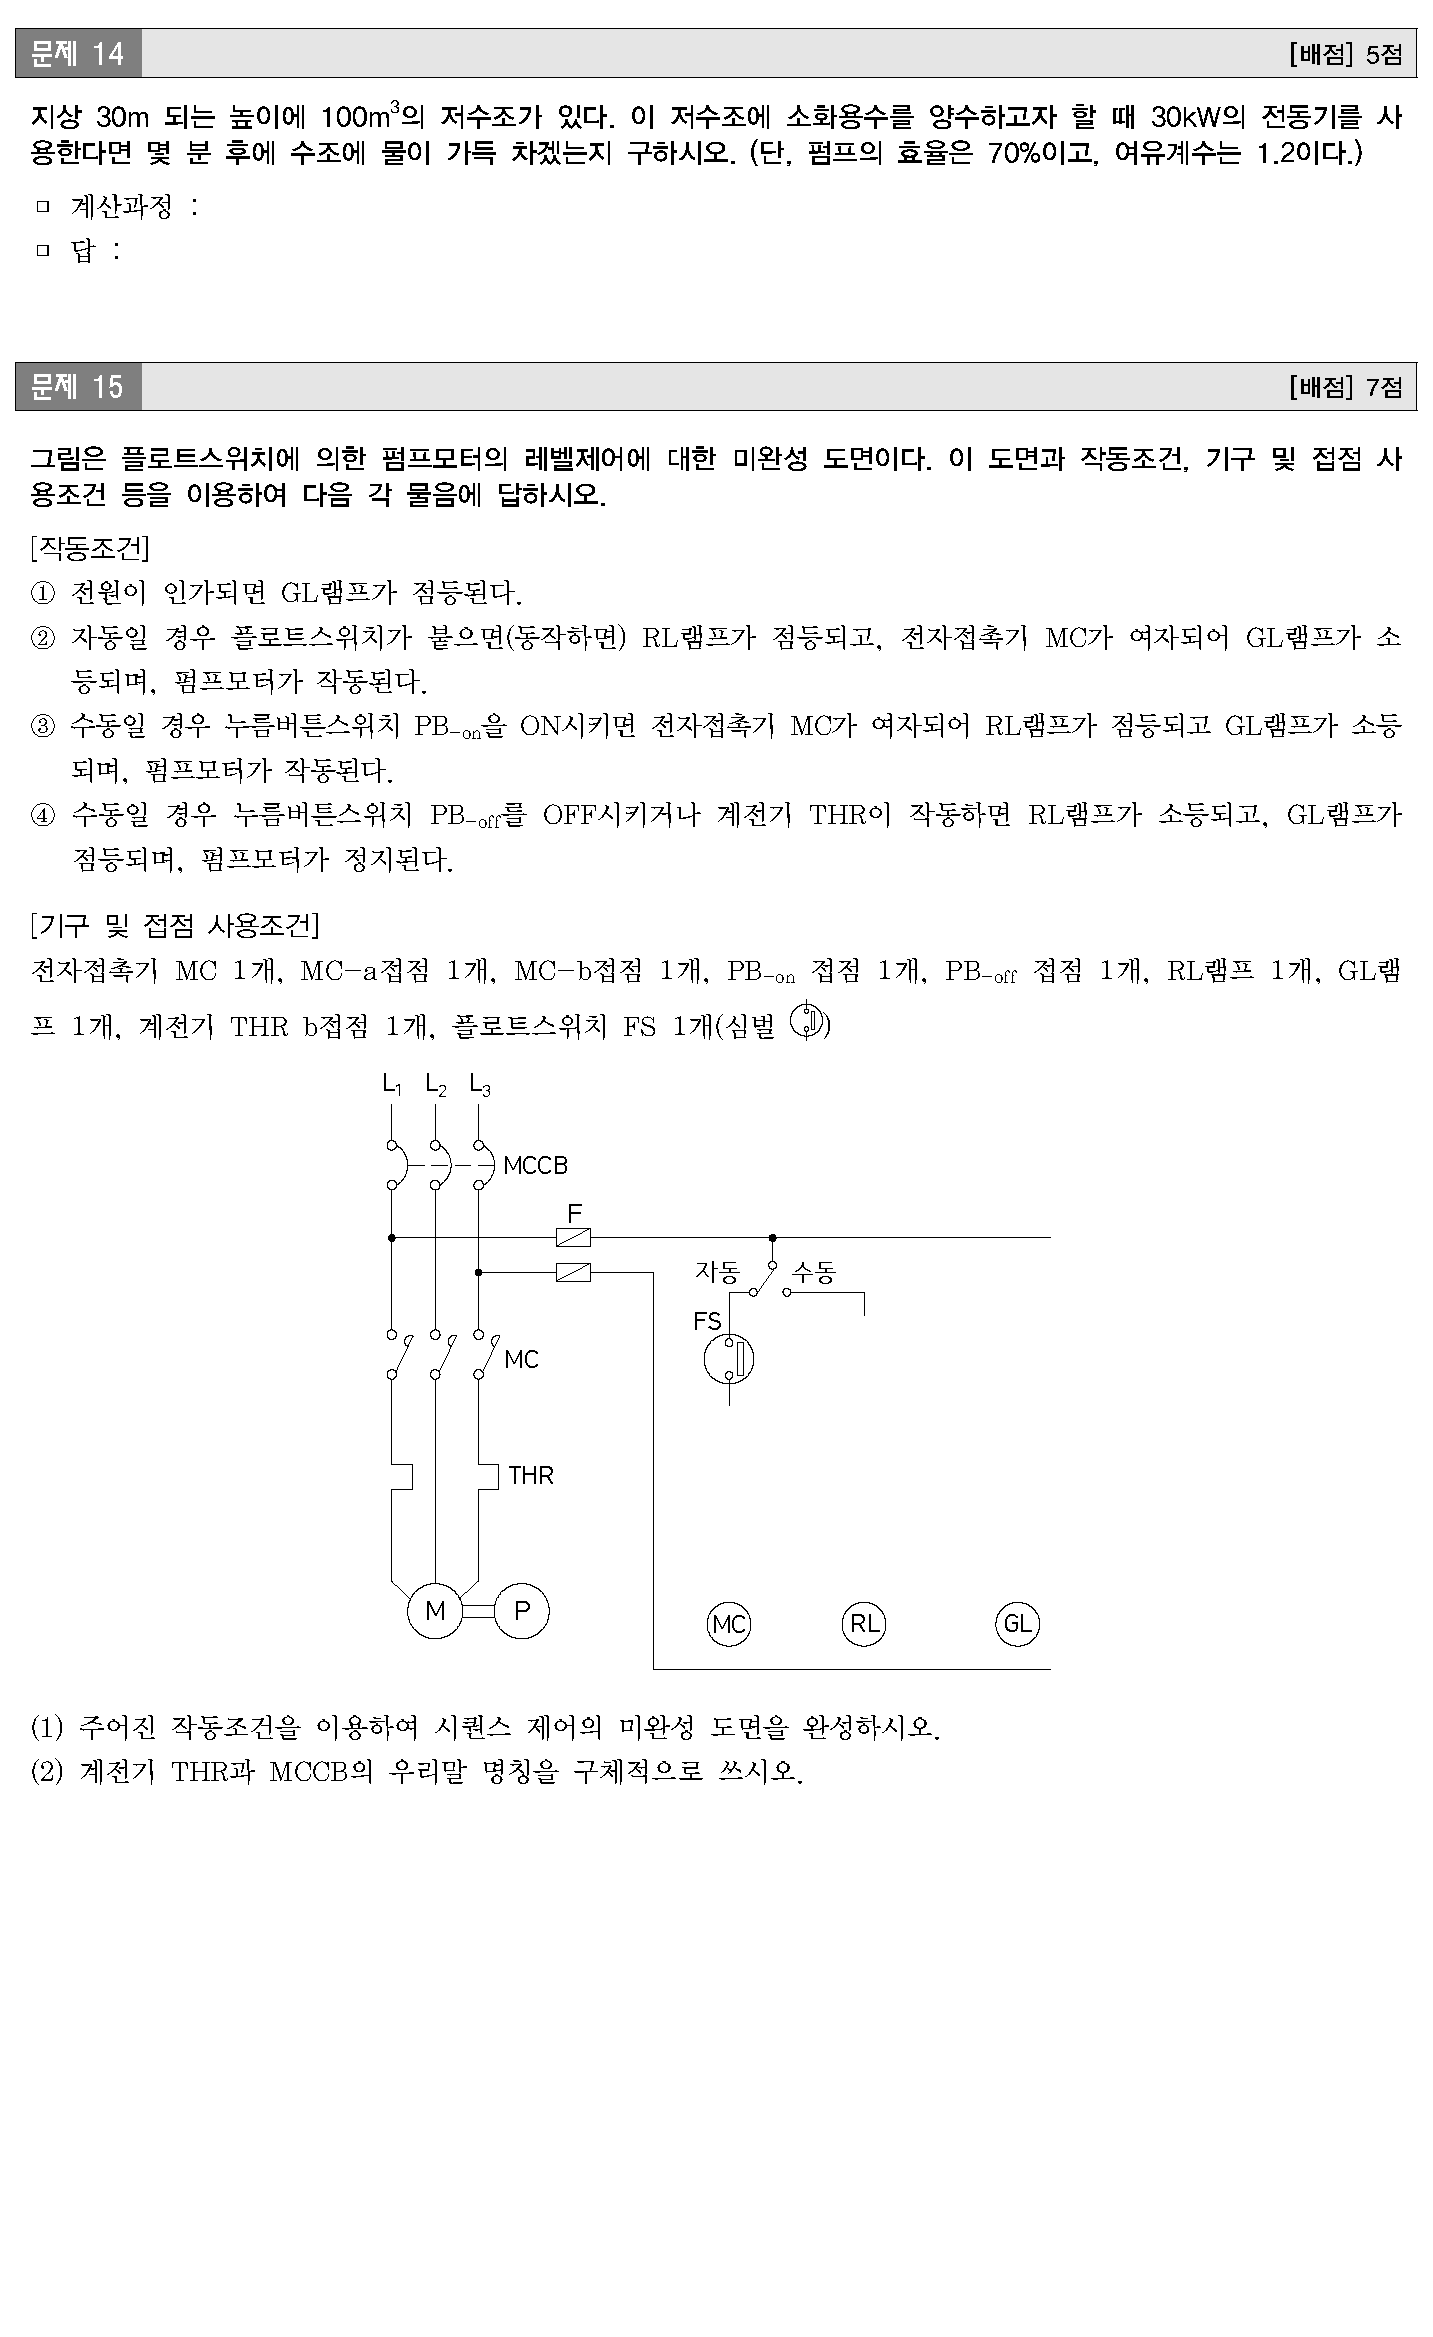 문제 14 [배점] 5점
지상 30m 되는 높이에 100m³의 저수조가 있다. 이 저수조에 소화용수를 양수하고자 할 때 30kW의 전동기를 사
용한다면 몇 분 후에 수조에 물이 가득 차겠는지 구하시오. (단, 펌프의 효율은 70%이고, 여유계수는 1.2이다.)
▫ 계산과정 :
▫ 답 :
문제 15 [배점] 7점
그림은 플로트스위치에 의한 펌프모터의 레벨제어에 대한 미완성 도면이다. 이 도면과 작동조건, 기구 및 접점 사
용조건 등을 이용하여 다음 각 물음에 답하시오.
[작동조건]
① 전원이 인가되면 GL램프가 점등된다.
② 자동일 경우 플로트스위치가 붙으면(동작하면) RL램프가 점등되고, 전자접촉기 MC가 여자되어 GL램프가 소
등되며, 펌프모터가 작동된다.
③ 수동일 경우 누름버튼스위치 PB-on을 ON시키면 전자접촉기 MC가 여자되어 RL램프가 점등되고 GL램프가 소등
되며, 펌프모터가 작동된다.
④ 수동일 경우 누름버튼스위치 PB-off를 OFF시키거나 계전기 THR이 작동하면 RL램프가 소등되고, GL램프가
점등되며, 펌프모터가 정지된다.
[기구 및 접점 사용조건]
전자접촉기 MC 1개, MC-a접점 1개, MC-b접점 1개, PB-on 접점 1개, PB-off 접점 1개, RL램프 1개, GL램
프 1개, 계전기 THR b접점 1개, 플로트스위치 FS 1개(심벌 )
L1 L2 L3
MCCB
F
자동 수동
FS
MC
THR
M P MC RL GL
(1) 주어진 작동조건을 이용하여 시퀀스 제어의 미완성 도면을 완성하시오.
(2) 계전기 THR과 MCCB의 우리말 명칭을 구체적으로 쓰시오.